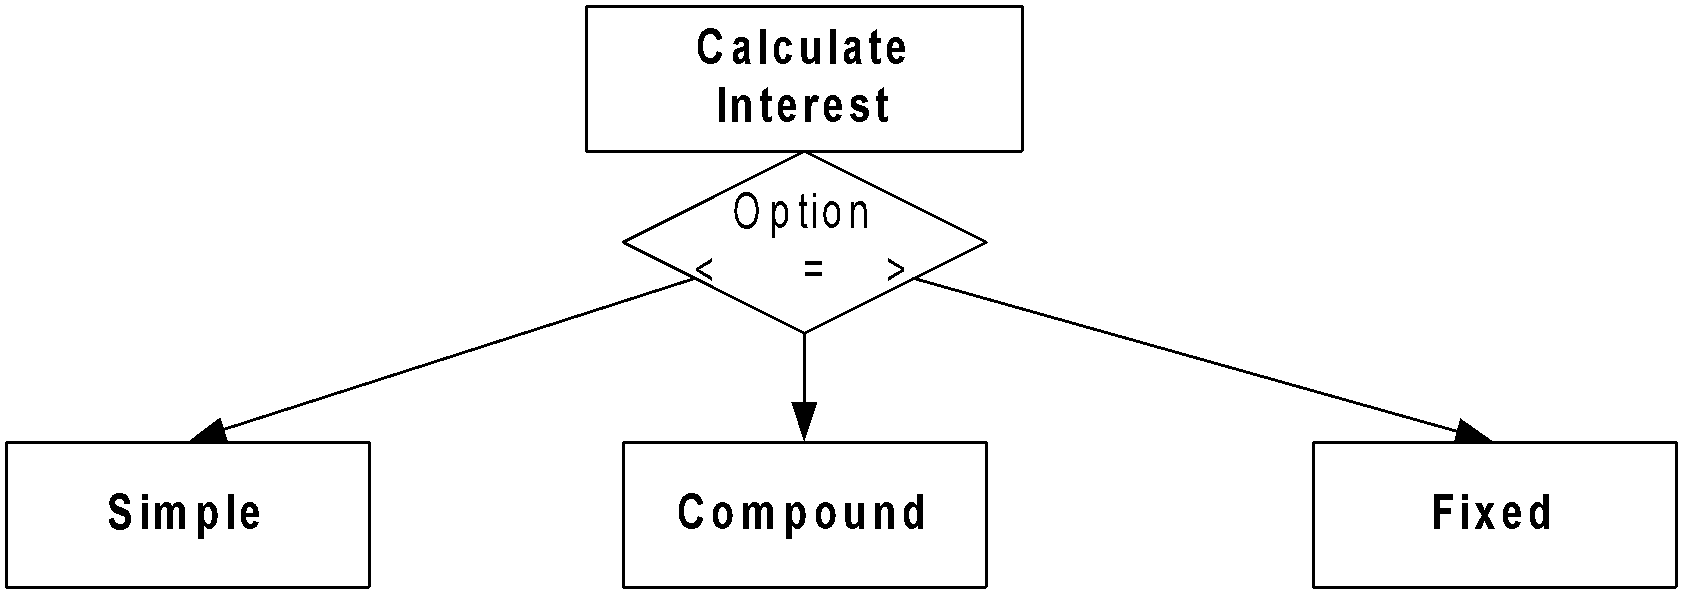 Calculate
Interest
Option
< = >
Simple Compound Fixed